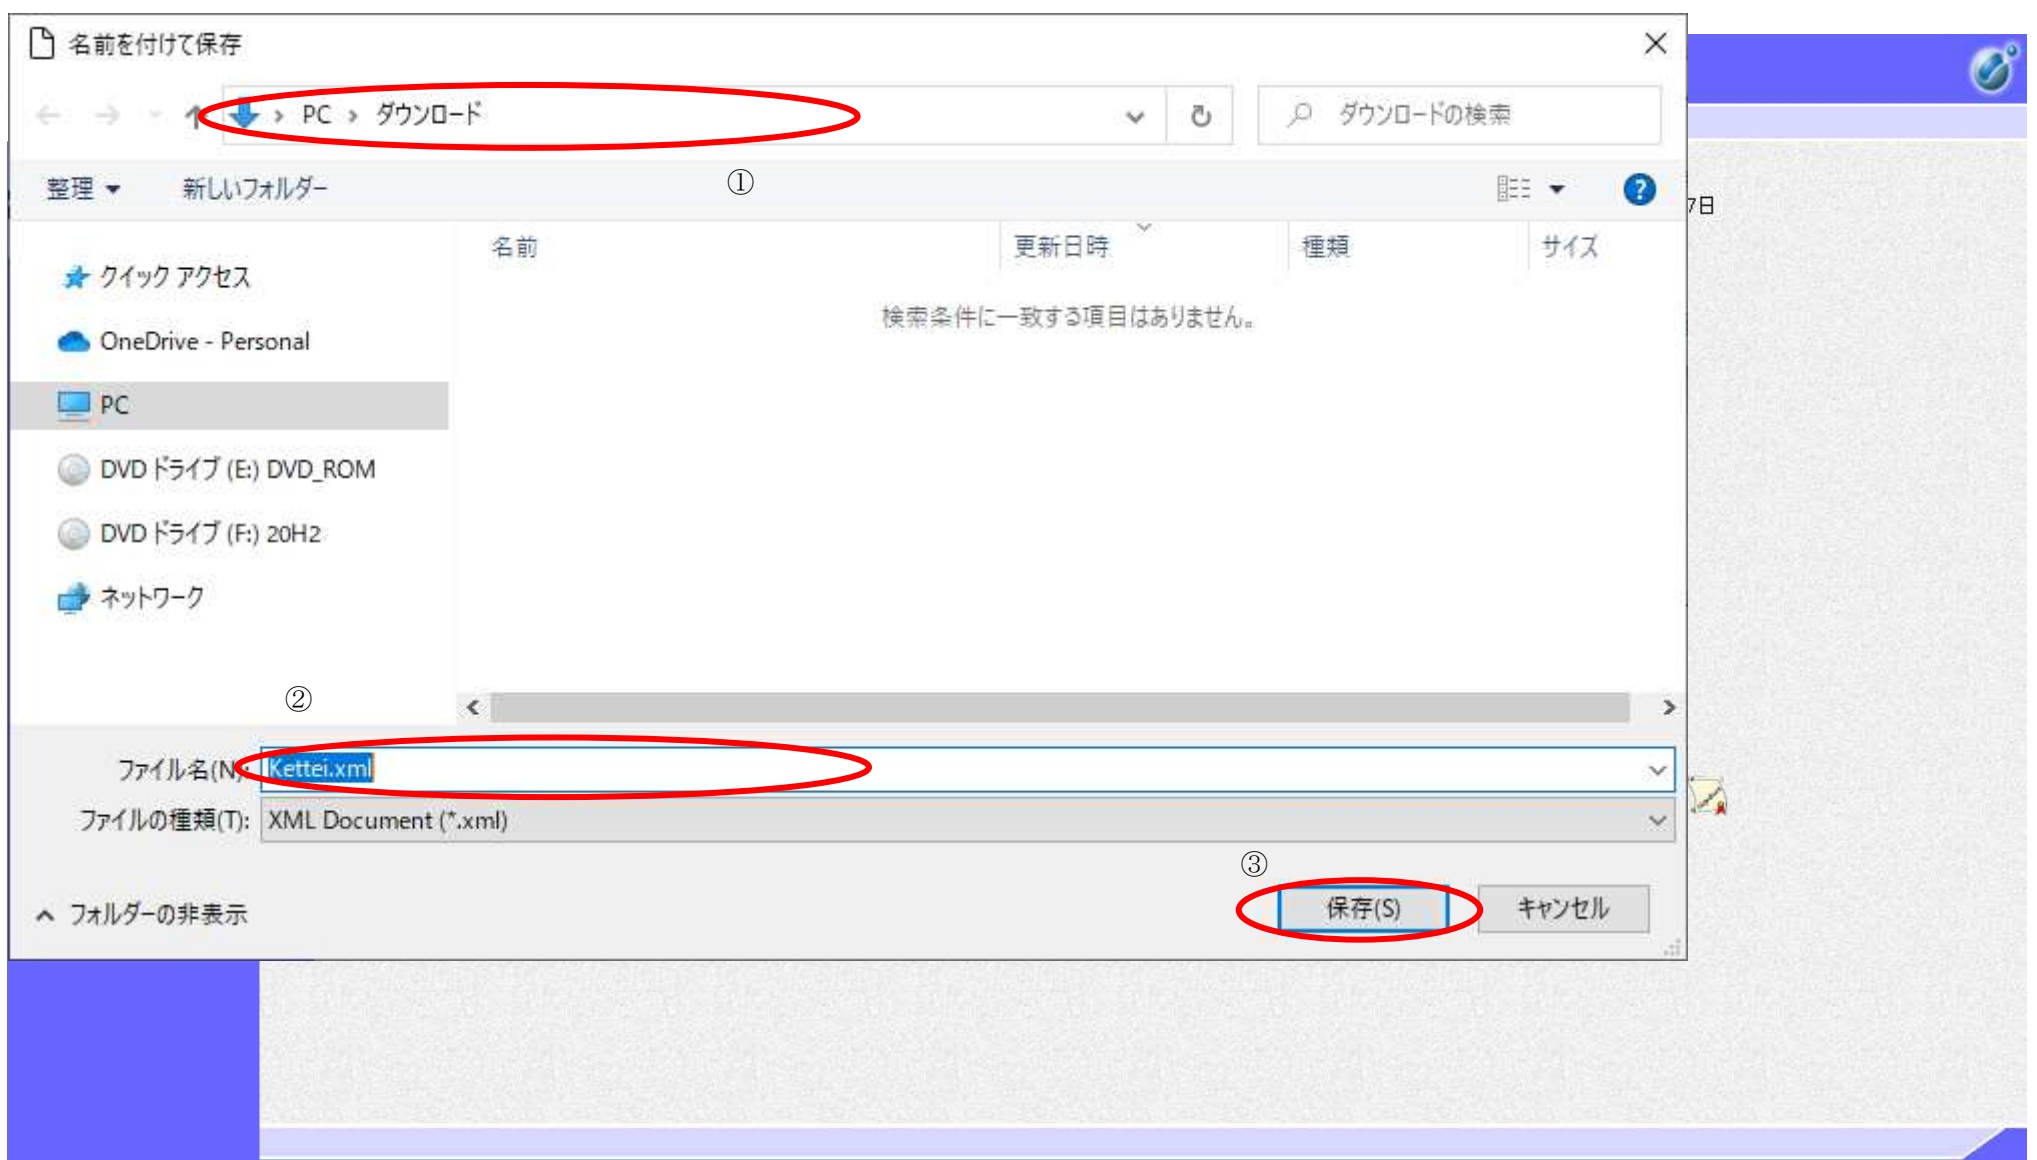 名前を付けて保存
PC › ダウンロード
ダウンロードの検索
整理 新しいフォルダー
①
7日
名前 更新日時 種類 サイズ
クイック アクセス
検索条件に一致する項目はありません。
OneDrive - Personal
PC
DVD ドライブ (E:) DVD_ROM
DVD ドライブ (F:) 20H2
ネットワーク
②
ファイル名(N): Kettei.xml
ファイルの種類(T): XML Document (*.xml)
③
フォルダーの非表示
保存(S) キャンセル